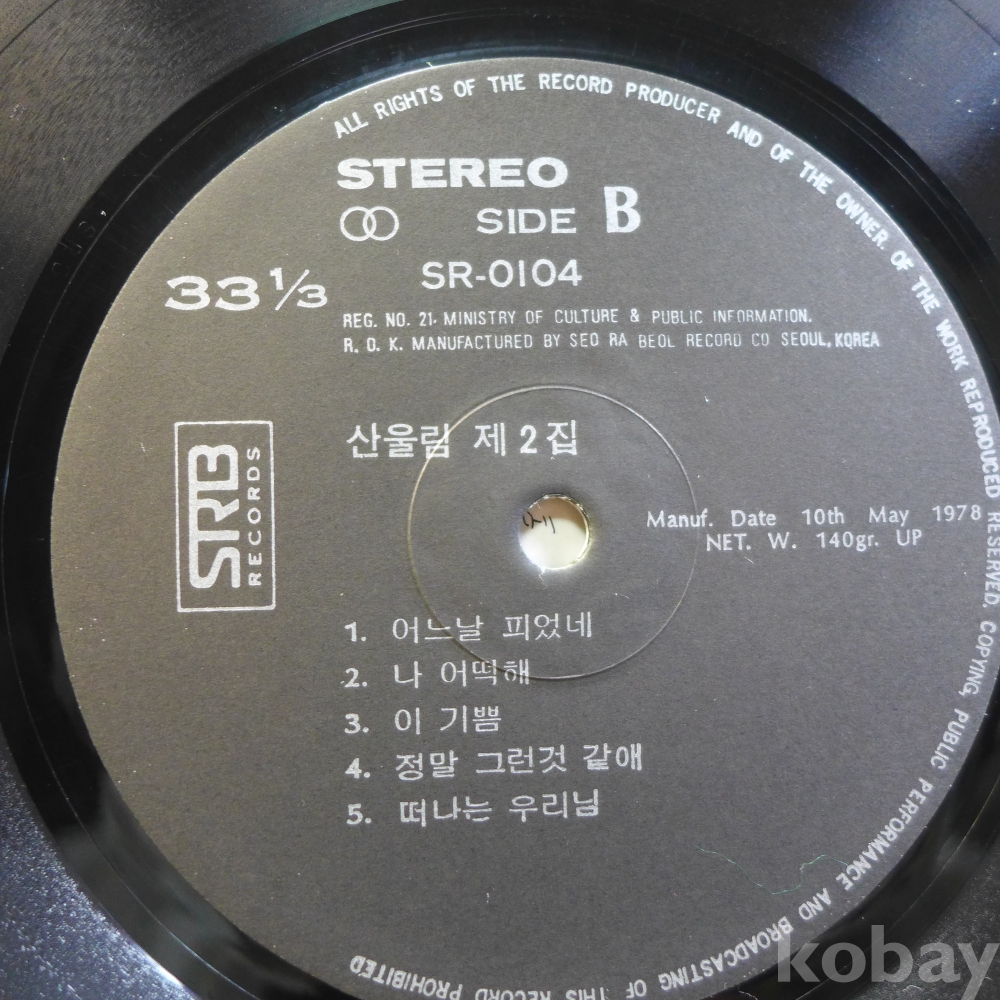 ALL RIGHTS OF THE RECORD PRODUCER AND OF THE OWNER. OF THE WORK REPRODUCED RESERVED. COPYING, PUBLIC PERFORMANCE AND BROADCASTING OF THIS RECORD PROHIBITED
STEREO
SIDE B
SR-0104
33 1/3
REG. NO. 21. MINISTRY OF CULTURE & PUBLIC INFORMATION.
R. O. K. MANUFACTURED BY SEO RA BEOL RECORD CO SEOUL, KOREA
SRB
RECORDS
산울림 제2집
Manuf. Date 10th May 1978
NET. W. 140gr. UP
1. 어느날 피었네
2. 나 어떡해
3. 이 기쁨
4. 정말 그런것 같애
5. 떠나는 우리님
kobay